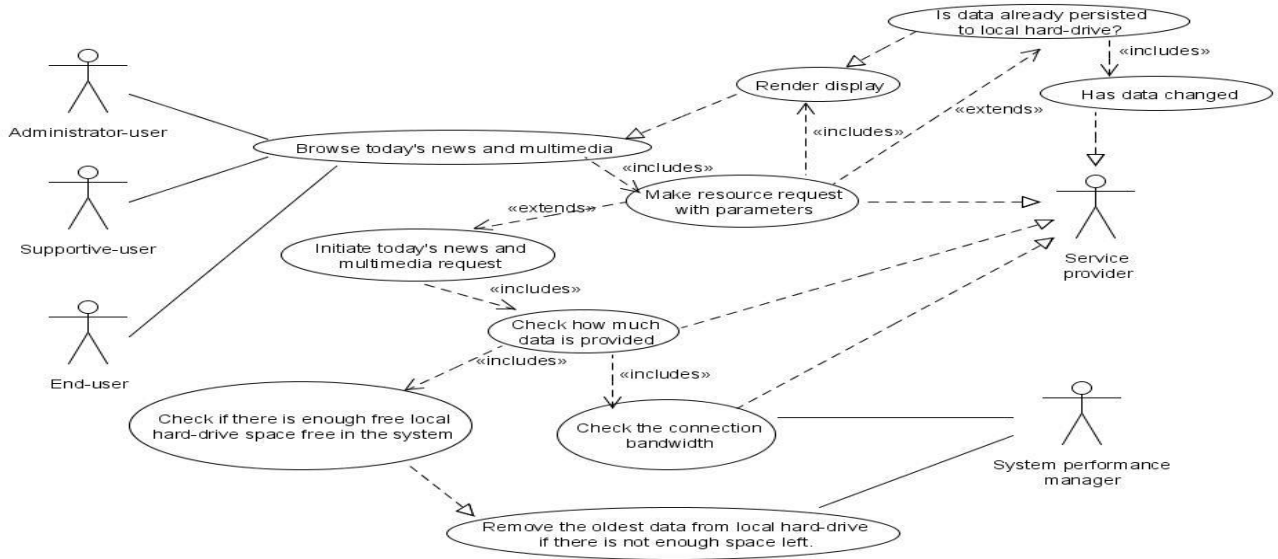 Is data already persisted
to local hard-drive?
«includes»
Render display
Has data changed
Administrator-user
«includes»
«extends»
Browse today's news and multimedia
«includes»
Make resource request
with parameters
«extends»
Supportive-user
Initiate today's news and
multimedia request
Service
provider
«includes»
Check how much
data is provided
«includes»
«includes»
End-user
Check if there is enough free local
hard-drive space free in the system
Check the connection
bandwidth
System performance
manager
Remove the oldest data from local hard-drive
if there is not enough space left.